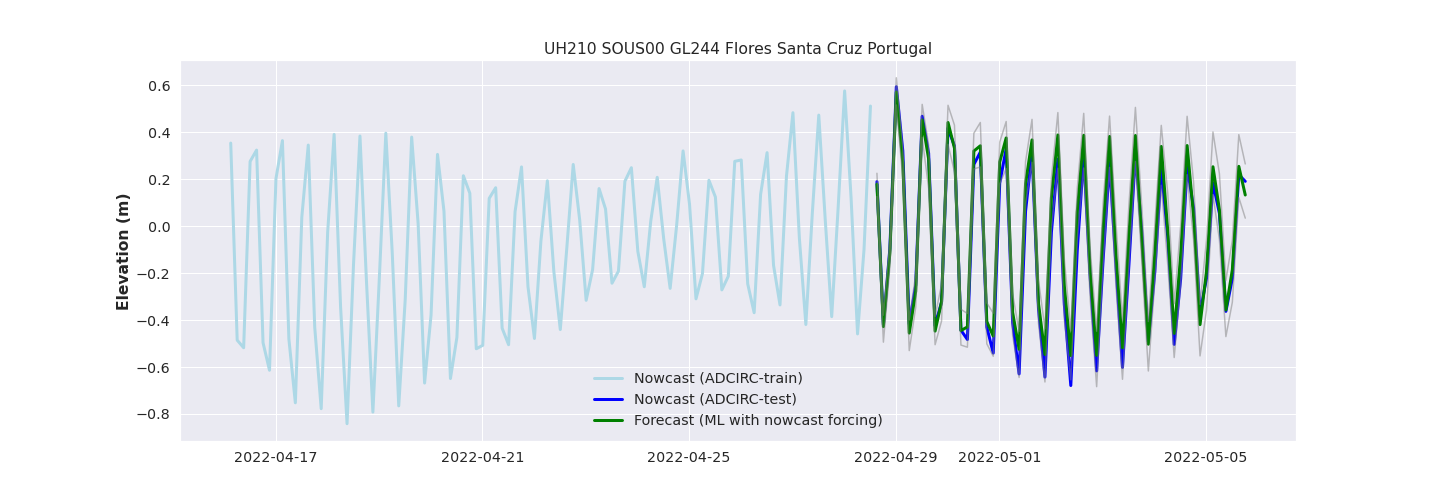 UH210 SOUS00 GL244 Flores Santa Cruz Portugal
Elevation (m)
0.6
0.4
0.2
0.0
−0.2
−0.4
−0.6
−0.8
Nowcast (ADCIRC-train)
Nowcast (ADCIRC-test)
Forecast (ML with nowcast forcing)
2022-04-17 2022-04-21 2022-04-25 2022-04-29 2022-05-01 2022-05-05